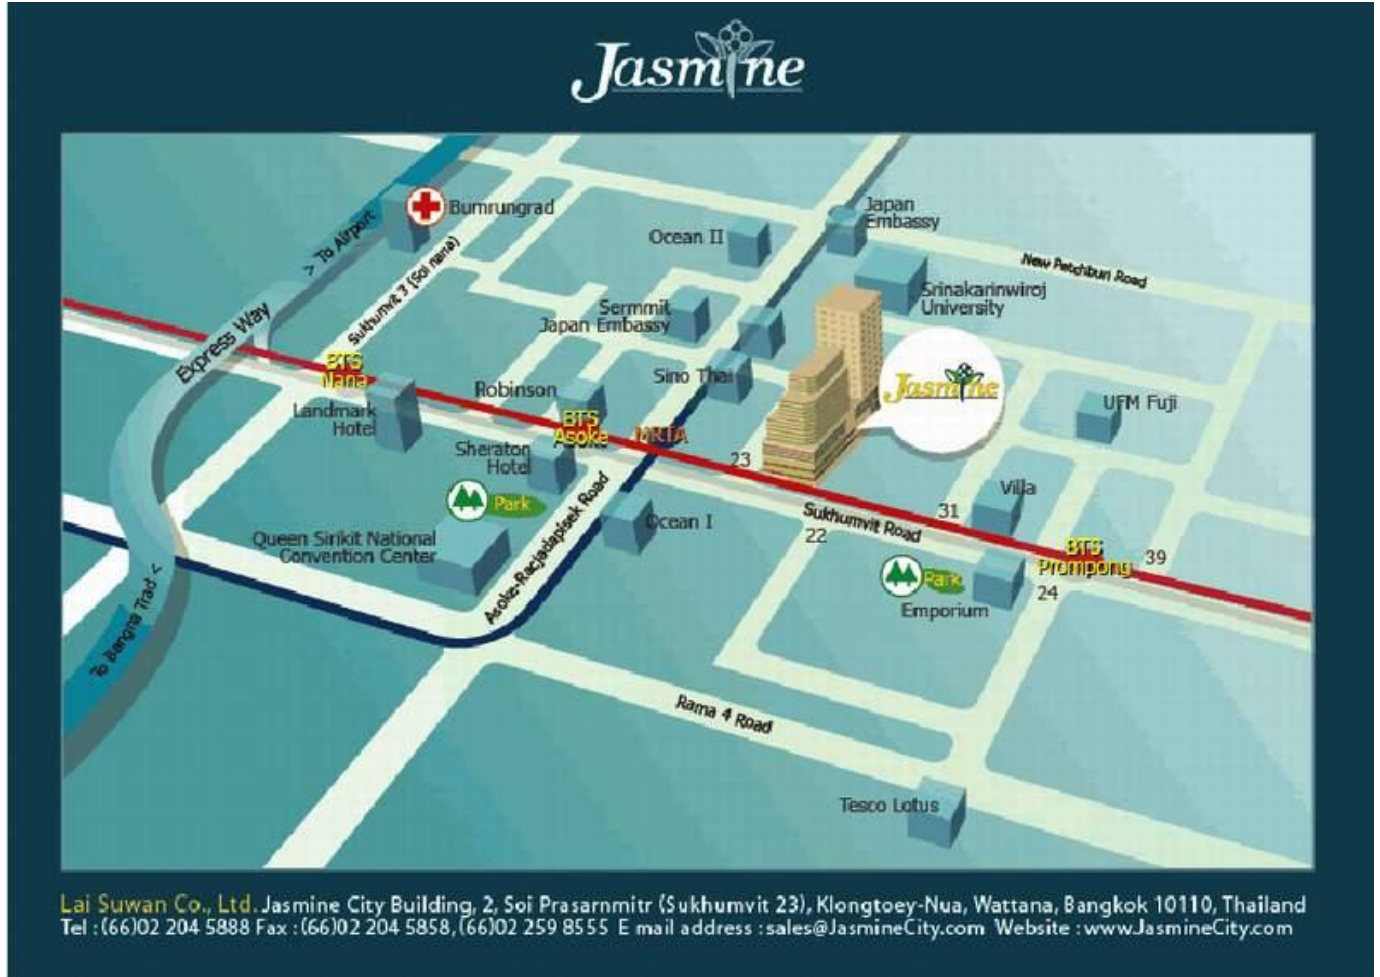 Jasmine
Bumrungrad
> To Airport
Sukhumvit 3 (Soi nana)
Ocean II
Japan
Embassy
New Petchburi Road
Srinakarinwiroj
University
Sermmit
Japan Embassy
Express Way
BTS
Nana
Robinson
Sino Thai
Jasmine
Landmark
Hotel
BTS
Asoke
MRTA
UFM Fuji
Sheraton
Hotel
23
Park
Villa
31
Sukhumvit Road
22
Ocean I
Queen Sirikit National
Convention Center
Asoke-Racjadapisek Road
BTS
Prompong
39
Park
24
Emporium
To Bangna Trad <
Rama 4 Road
Tesco Lotus
Lai Suwan Co., Ltd. Jasmine City Building, 2, Soi Prasarnmitr (Sukhumvit 23), Klongtoey-Nua, Wattana, Bangkok 10110, Thailand
Tel :(66)02 204 5888 Fax :(66)02 204 5858,(66)02 259 8555 E mail address :sales@JasmineCity.com Website :www.JasmineCity.com